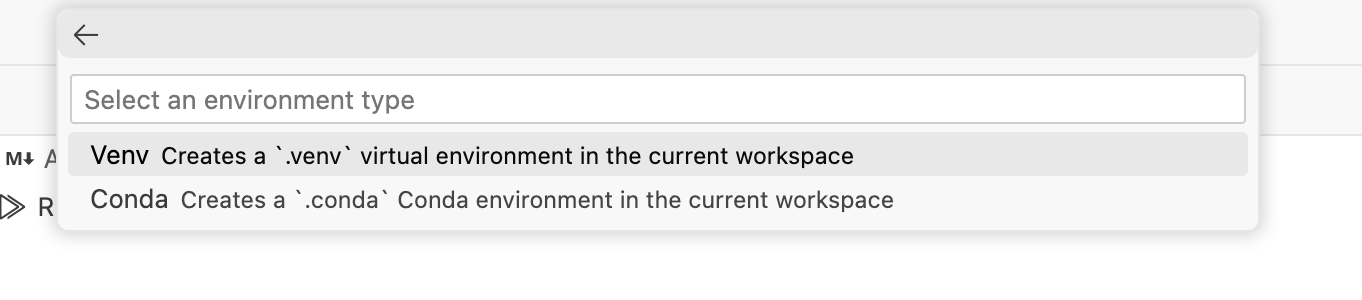 Select an environment type
Venv Creates a `.venv` virtual environment in the current workspace
Conda Creates a `.conda` Conda environment in the current workspace
M↓ A
R